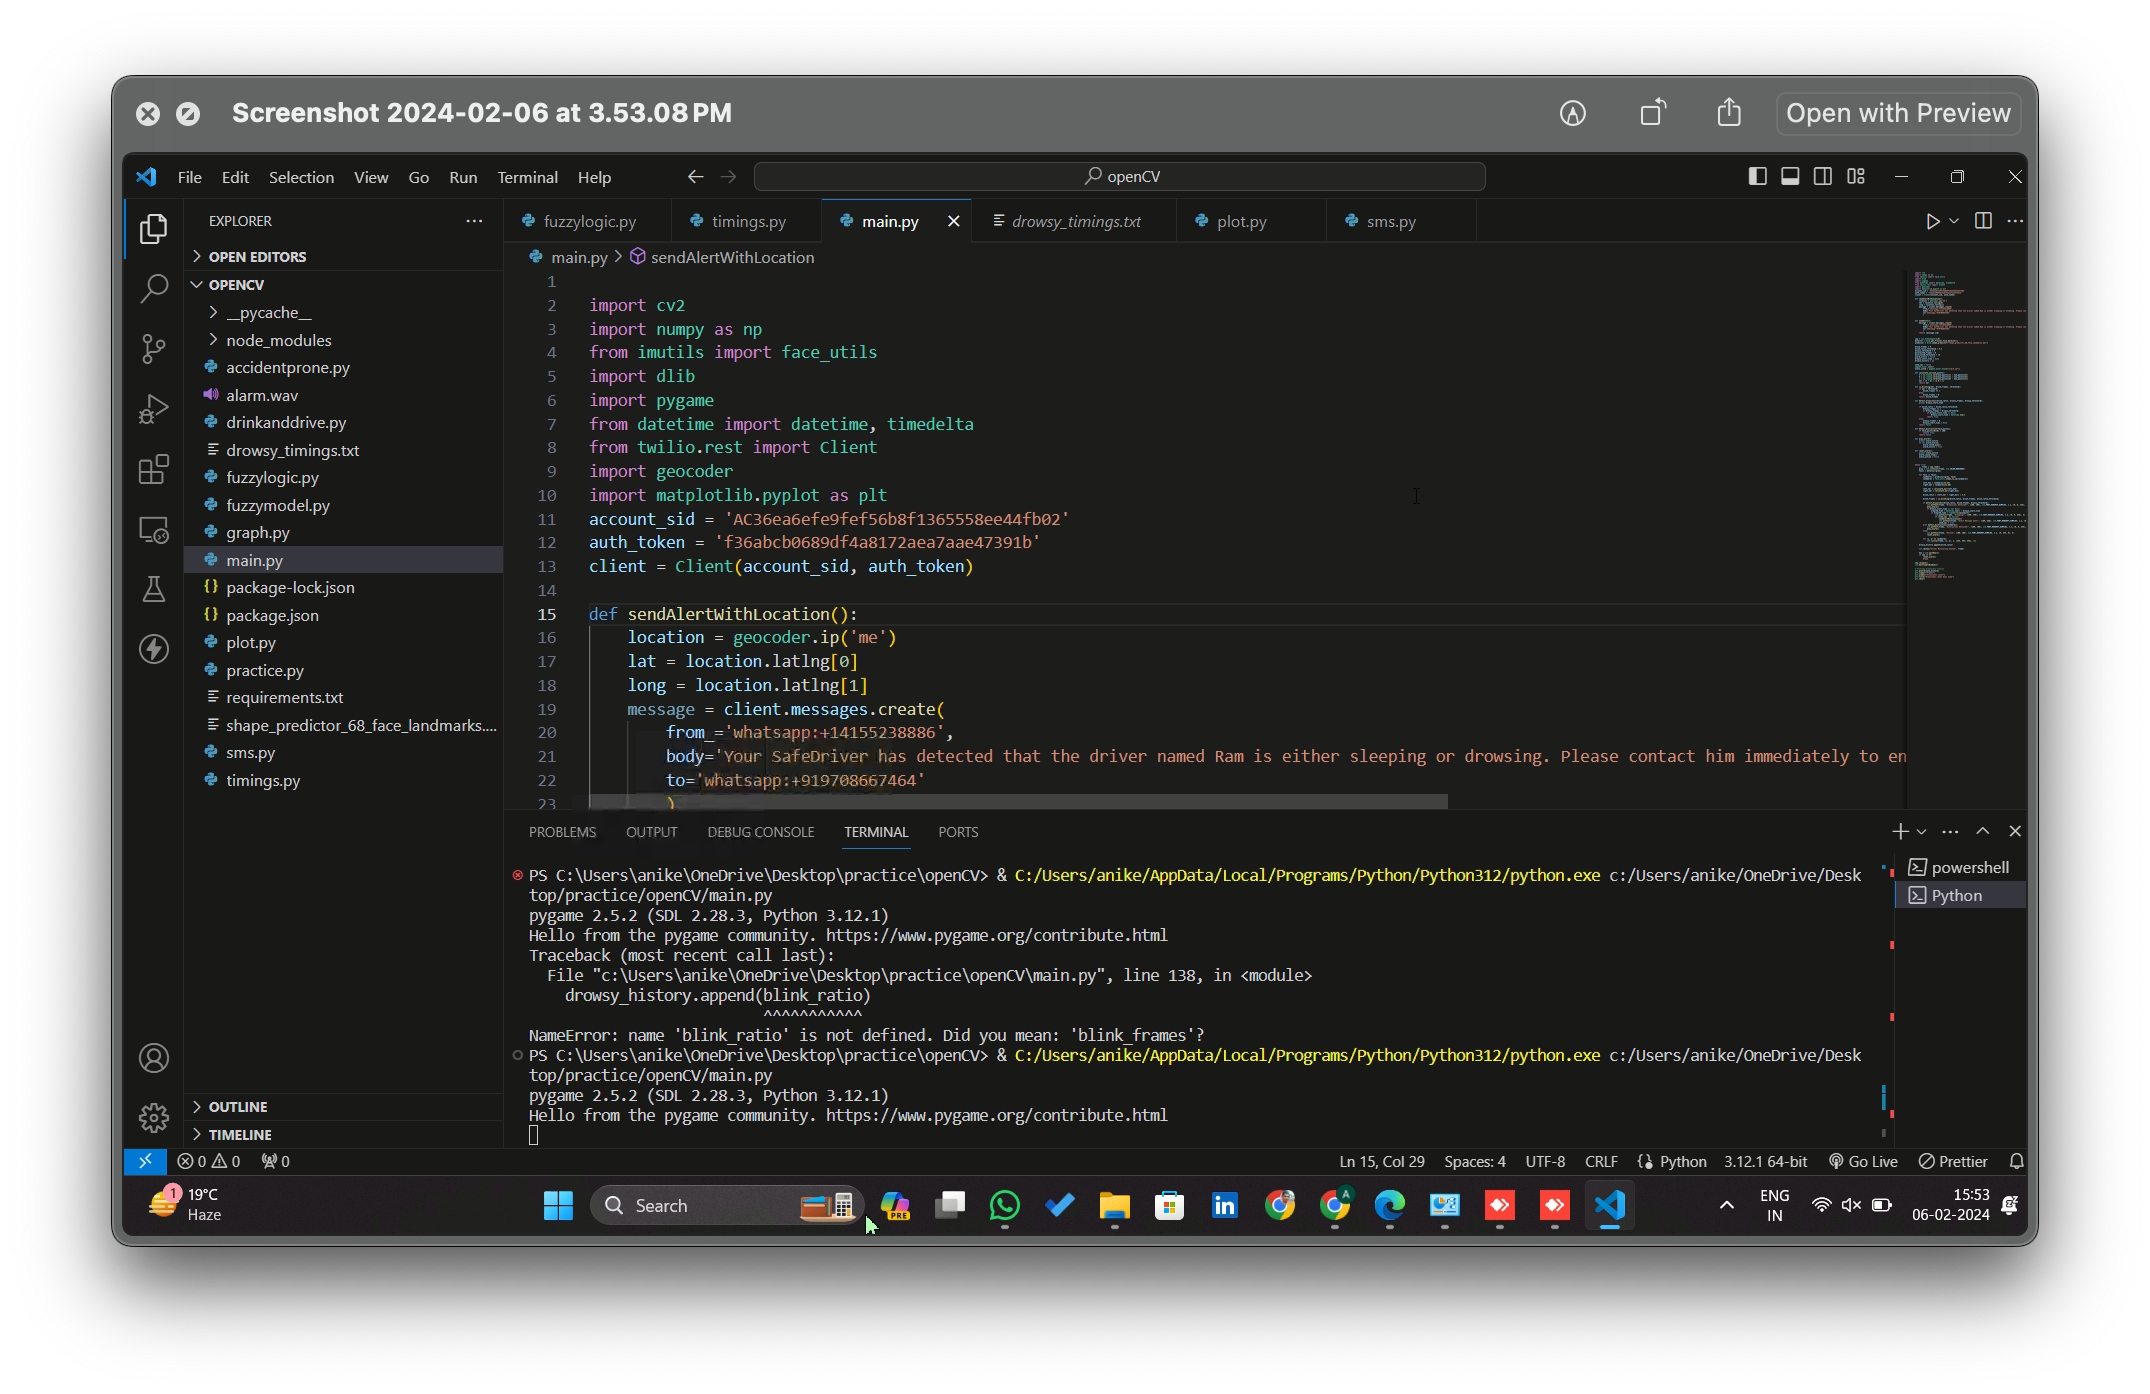 Screenshot 2024-02-06 at 3.53.08 PM
Open with Preview
File Edit Selection View Go Run Terminal Help
openCV
EXPLORER
OPEN EDITORS
OPENCV
__pycache__
node_modules
accidentprone.py
alarm.wav
drinkanddrive.py
drowsy_timings.txt
fuzzylogic.py
fuzzymodel.py
graph.py
main.py
package-lock.json
package.json
plot.py
practice.py
requirements.txt
shape_predictor_68_face_landmarks....
sms.py
timings.py
OUTLINE
TIMELINE
fuzzylogic.py timings.py main.py drowsy_timings.txt plot.py sms.py
main.py > sendAlertWithLocation
1
2 import cv2
3 import numpy as np
4 from imutils import face_utils
5 import dlib
6 import pygame
7 from datetime import datetime, timedelta
8 from twilio.rest import Client
9 import geocoder
10 import matplotlib.pyplot as plt
11 account_sid = 'AC36ea6efe9fef56b8f1365558ee44fb02'
12 auth_token = 'f36abcb0689df4a8172aea7aae47391b'
13 client = Client(account_sid, auth_token)
14
15 def sendAlertWithLocation():
16 location = geocoder.ip('me')
17 lat = location.latlng[0]
18 long = location.latlng[1]
19 message = client.messages.create(
20 from_='whatsapp:+14155238886',
21 body='Your SafeDriver has detected that the driver named Ram is either sleeping or drowsing. Please contact him immediately to en
22 to='whatsapp:+919708667464'
23 )
PROBLEMS OUTPUT DEBUG CONSOLE TERMINAL PORTS
PS C:\Users\anike\OneDrive\Desktop\practice\openCV> & C:/Users/anike/AppData/Local/Programs/Python/Python312/python.exe c:/Users/anike/OneDrive/Desk
top/practice/openCV/main.py
pygame 2.5.2 (SDL 2.28.3, Python 3.12.1)
Hello from the pygame community. https://www.pygame.org/contribute.html
Traceback (most recent call last):
File "c:\Users\anike\OneDrive\Desktop\practice\openCV\main.py", line 138, in <module>
drowsy_history.append(blink_ratio)
^^^^^^^^^^^
NameError: name 'blink_ratio' is not defined. Did you mean: 'blink_frames'?
PS C:\Users\anike\OneDrive\Desktop\practice\openCV> & C:/Users/anike/AppData/Local/Programs/Python/Python312/python.exe c:/Users/anike/OneDrive/Desk
top/practice/openCV/main.py
pygame 2.5.2 (SDL 2.28.3, Python 3.12.1)
Hello from the pygame community. https://www.pygame.org/contribute.html
powershell
Python
0 0 0
Ln 15, Col 29 Spaces: 4 UTF-8 CRLF Python 3.12.1 64-bit Go Live Prettier
1 19°C
Haze
Search
PRE
A
ENG
IN
15:53
06-02-2024